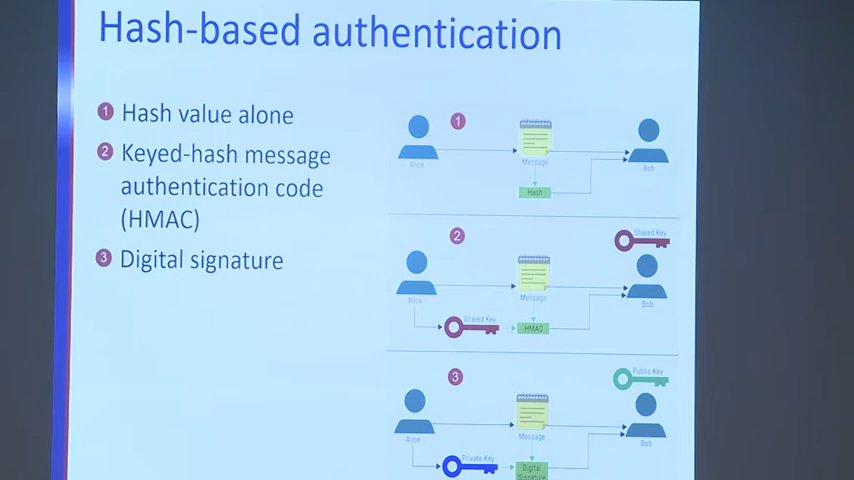 Hash-based authentication
1 Hash value alone
2 Keyed-hash message
authentication code
(HMAC)
3 Digital signature
1
Alice
Message
Bob
Hash
2
Shared Key
Alice
Message
Bob
Shared Key
HMAC
3
Public Key
Alice
Message
Bob
Private Key
Digital
Signature